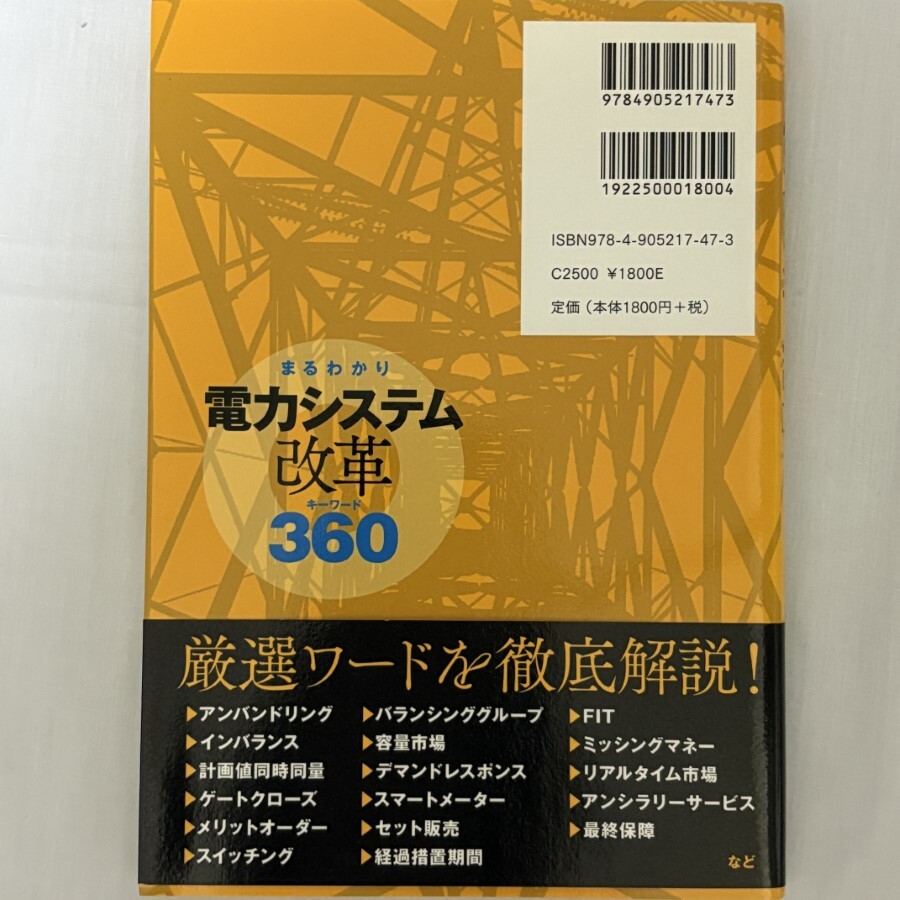 9784905217473
1922500018004
ISBN978-4-905217-47-3
C2500 ¥1800E
定価（本体1800円＋税）
まるわかり
電力システム
改革
キーワード
360
厳選ワードを徹底解説！
▶アンバンドリング
▶インバランス
▶計画値同時同量
▶ゲートクローズ
▶メリットオーダー
▶スイッチング
▶バランシンググループ
▶容量市場
▶デマンドレスポンス
▶スマートメーター
▶セット販売
▶経過措置期間
▶FIT
▶ミッシングマネー
▶リアルタイム市場
▶アンシラリーサービス
▶最終保障
など